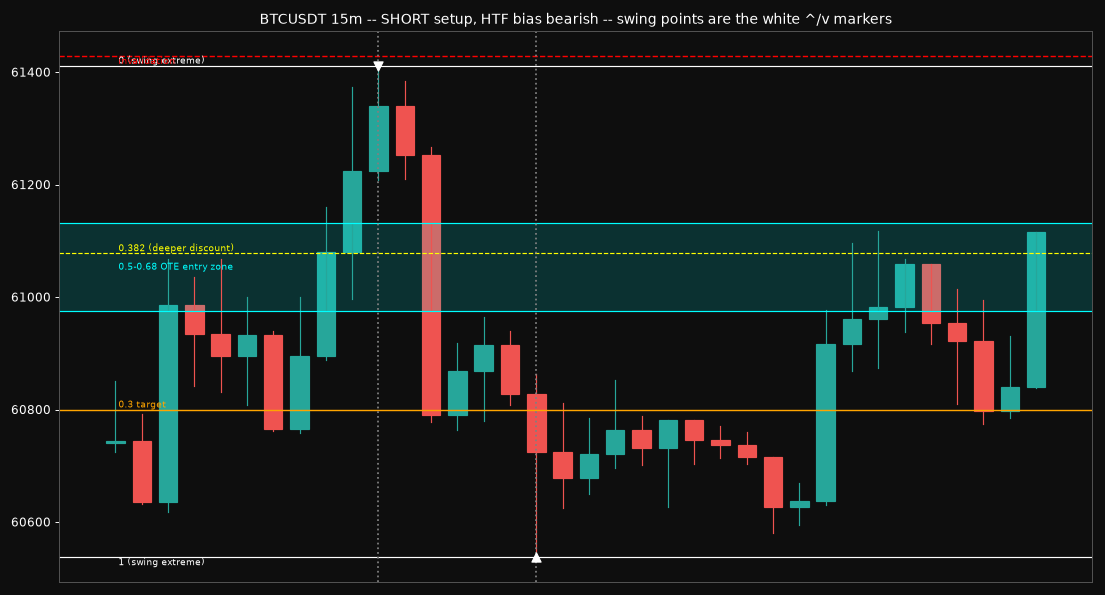 BTCUSDT 15m -- SHORT setup, HTF bias bearish -- swing points are the white ^/v markers
0 (swing extreme)
61400
61200
0.382 (deeper discount)
0.5-0.68 OTE entry zone
61000
0.3 target
60800
60600
1 (swing extreme)